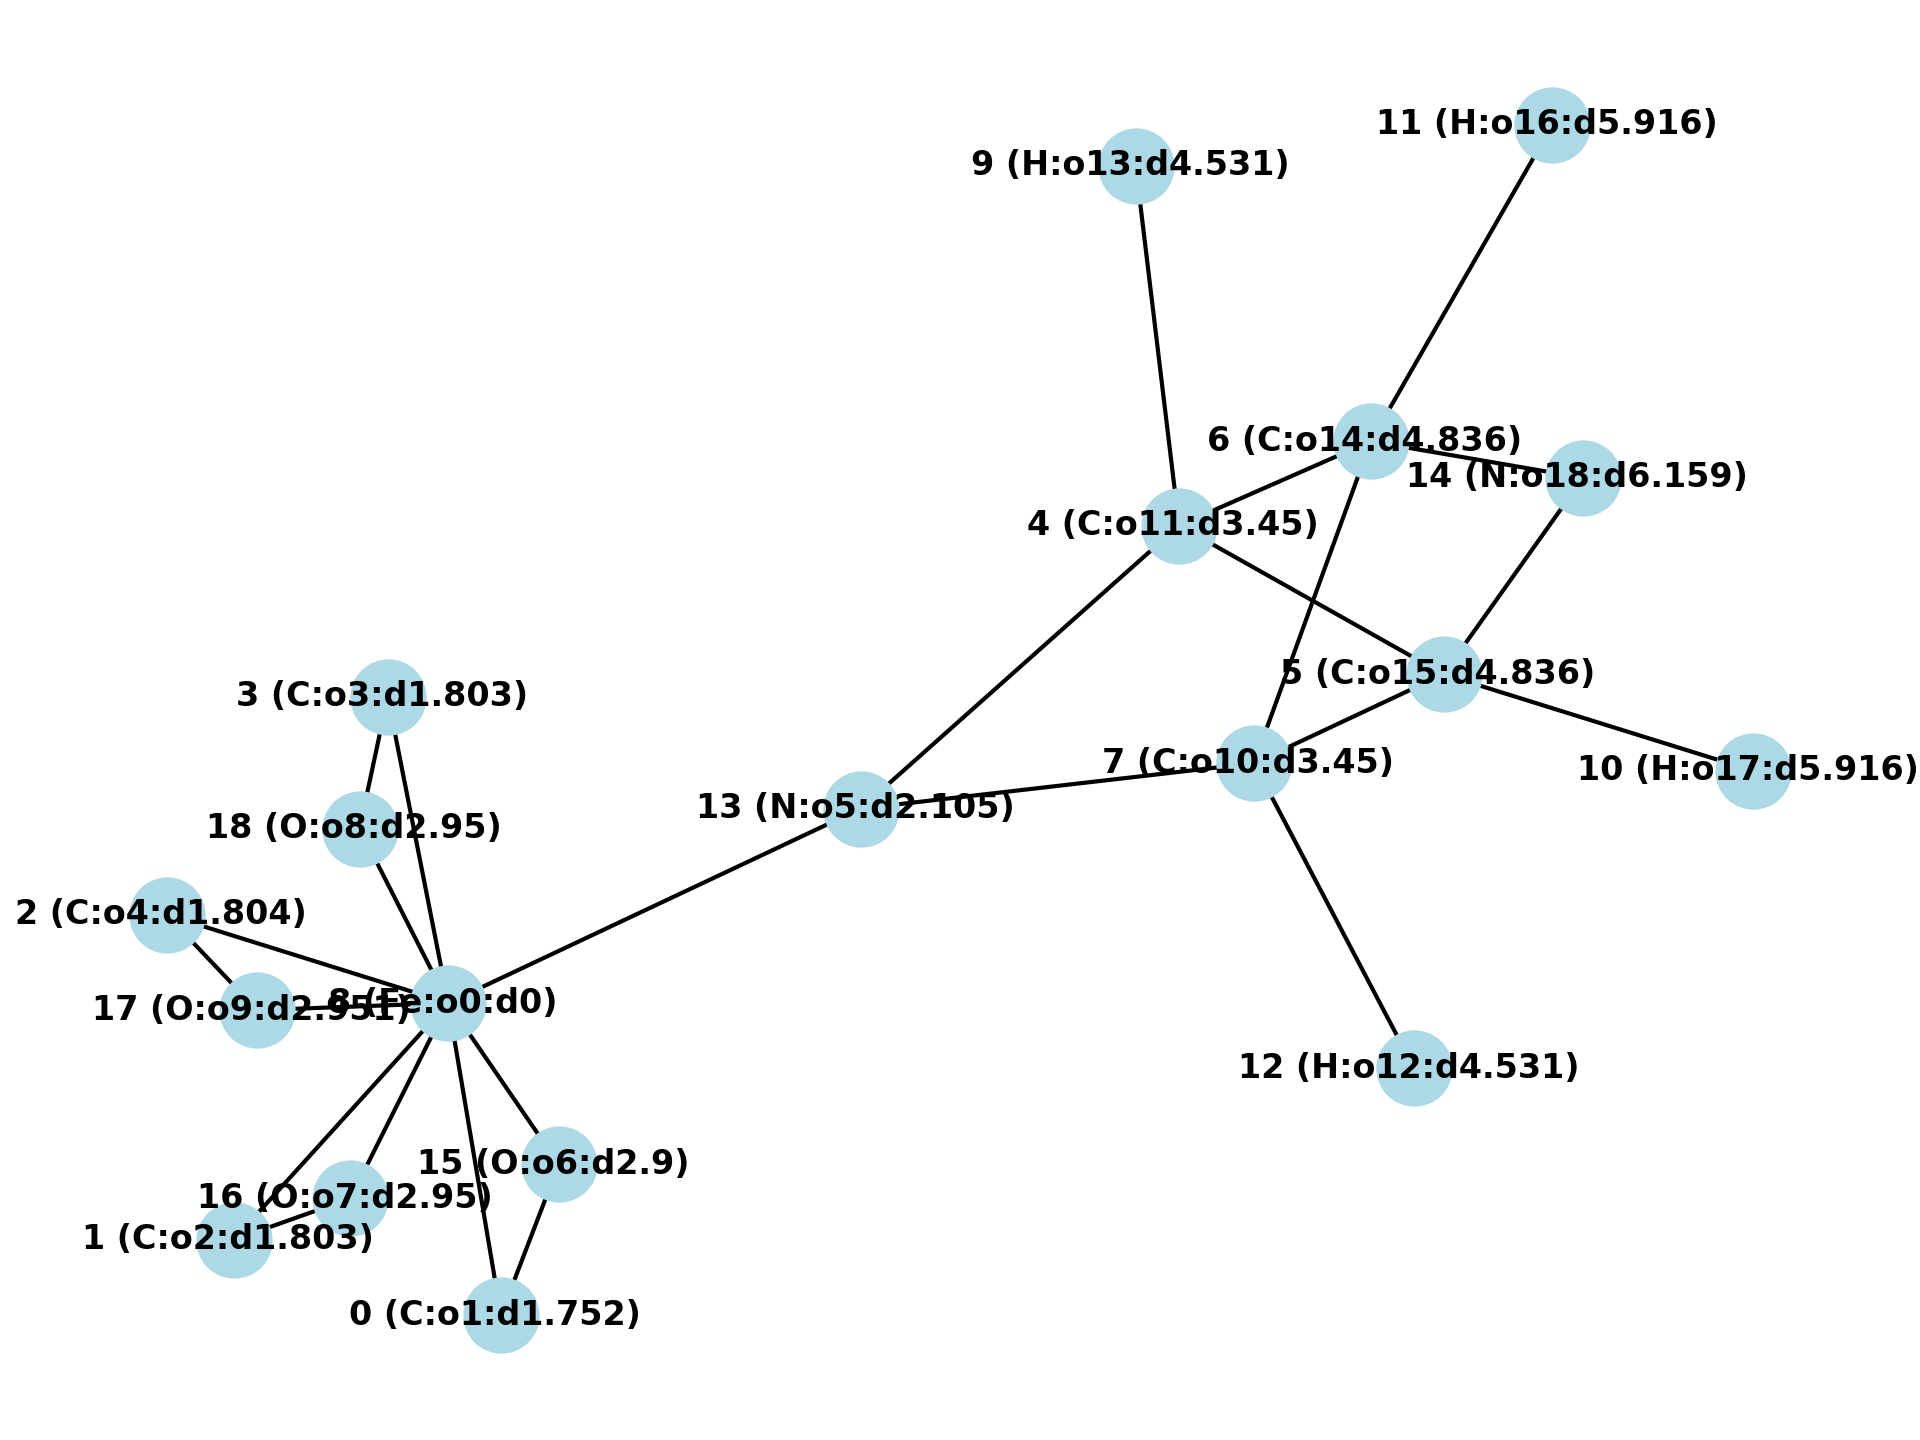 11 (H:o16:d5.916)
9 (H:o13:d4.531)
6 (C:o14:d4.836)
14 (N:o18:d6.159)
4 (C:o11:d3.45)
5 (C:o15:d4.836)
3 (C:o3:d1.803)
7 (C:o10:d3.45)
10 (H:o17:d5.916)
13 (N:o5:d2.105)
18 (O:o8:d2.95)
2 (C:o4:d1.804)
8 (Fe:o0:d0)
17 (O:o9:d2.951)
12 (H:o12:d4.531)
15 (O:o6:d2.9)
16 (O:o7:d2.95)
1 (C:o2:d1.803)
0 (C:o1:d1.752)